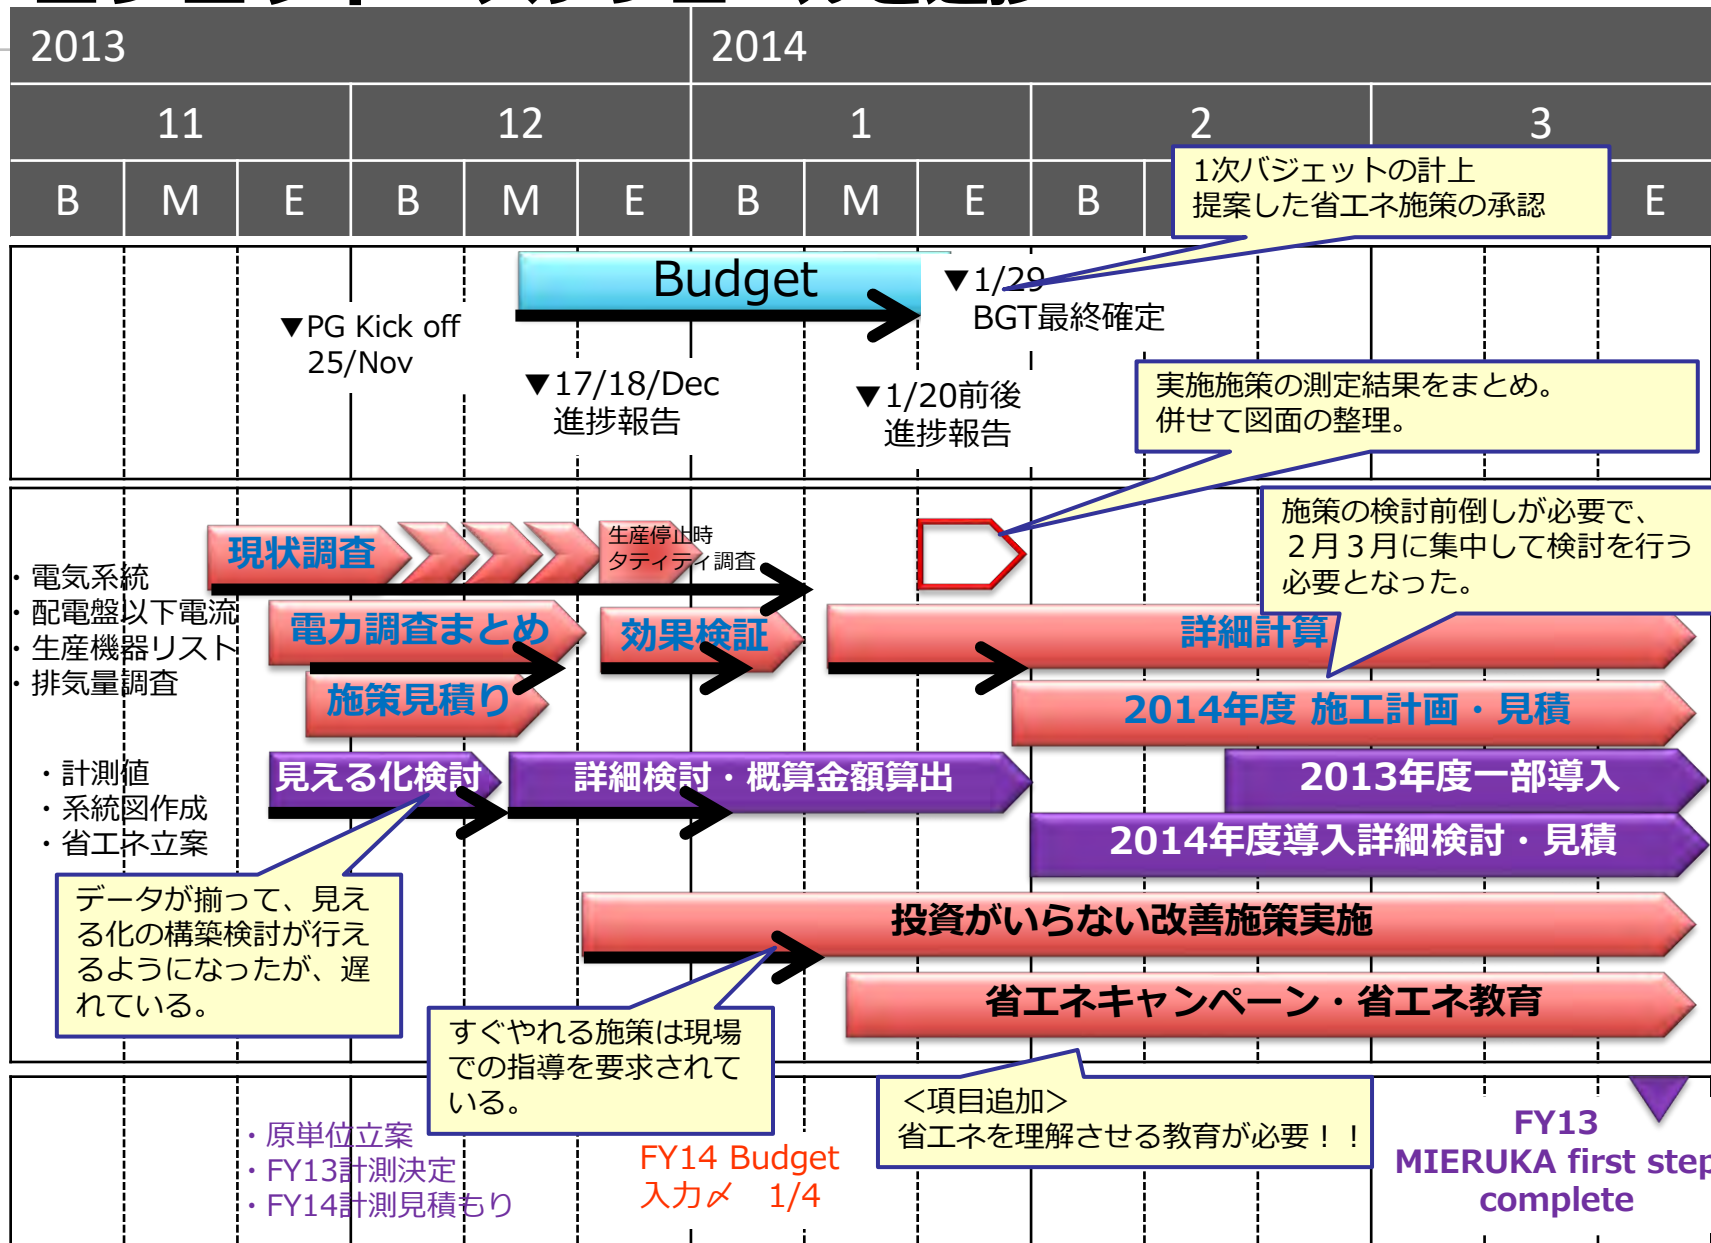 2013
2014
11
12
1
2
3
B
M
E
B
M
E
B
M
E
B
E
1次バジェットの計上
提案した省エネ施策の承認
Budget
▼1/29
BGT最終確定
▼PG Kick off
25/Nov
▼17/18/Dec
進捗報告
▼1/20前後
進捗報告
実施施策の測定結果をまとめ。
併せて図面の整理。
施策の検討前倒しが必要で、
２月３月に集中して検討を行う
必要となった。
現状調査
生産停止時
タティティ調査
・電気系統
・配電盤以下電流
・生産機器リスト
・排気量調査
電力調査まとめ
効果検証
詳細計算
施策見積り
2014年度 施工計画・見積
・計測値
・系統図作成
・省エネ立案
見える化検討
詳細検討・概算金額算出
2013年度一部導入
2014年度導入詳細検討・見積
データが揃って、見え
る化の構築検討が行え
るようになったが、遅
れている。
投資がいらない改善施策実施
省エネキャンペーン・省エネ教育
すぐやれる施策は現場
での指導を要求されて
いる。
＜項目追加＞
省エネを理解させる教育が必要！！
・原単位立案
・FY13計測決定
・FY14計測見積もり
FY14 Budget
入力〆 1/4
FY13
MIERUKA first step
complete